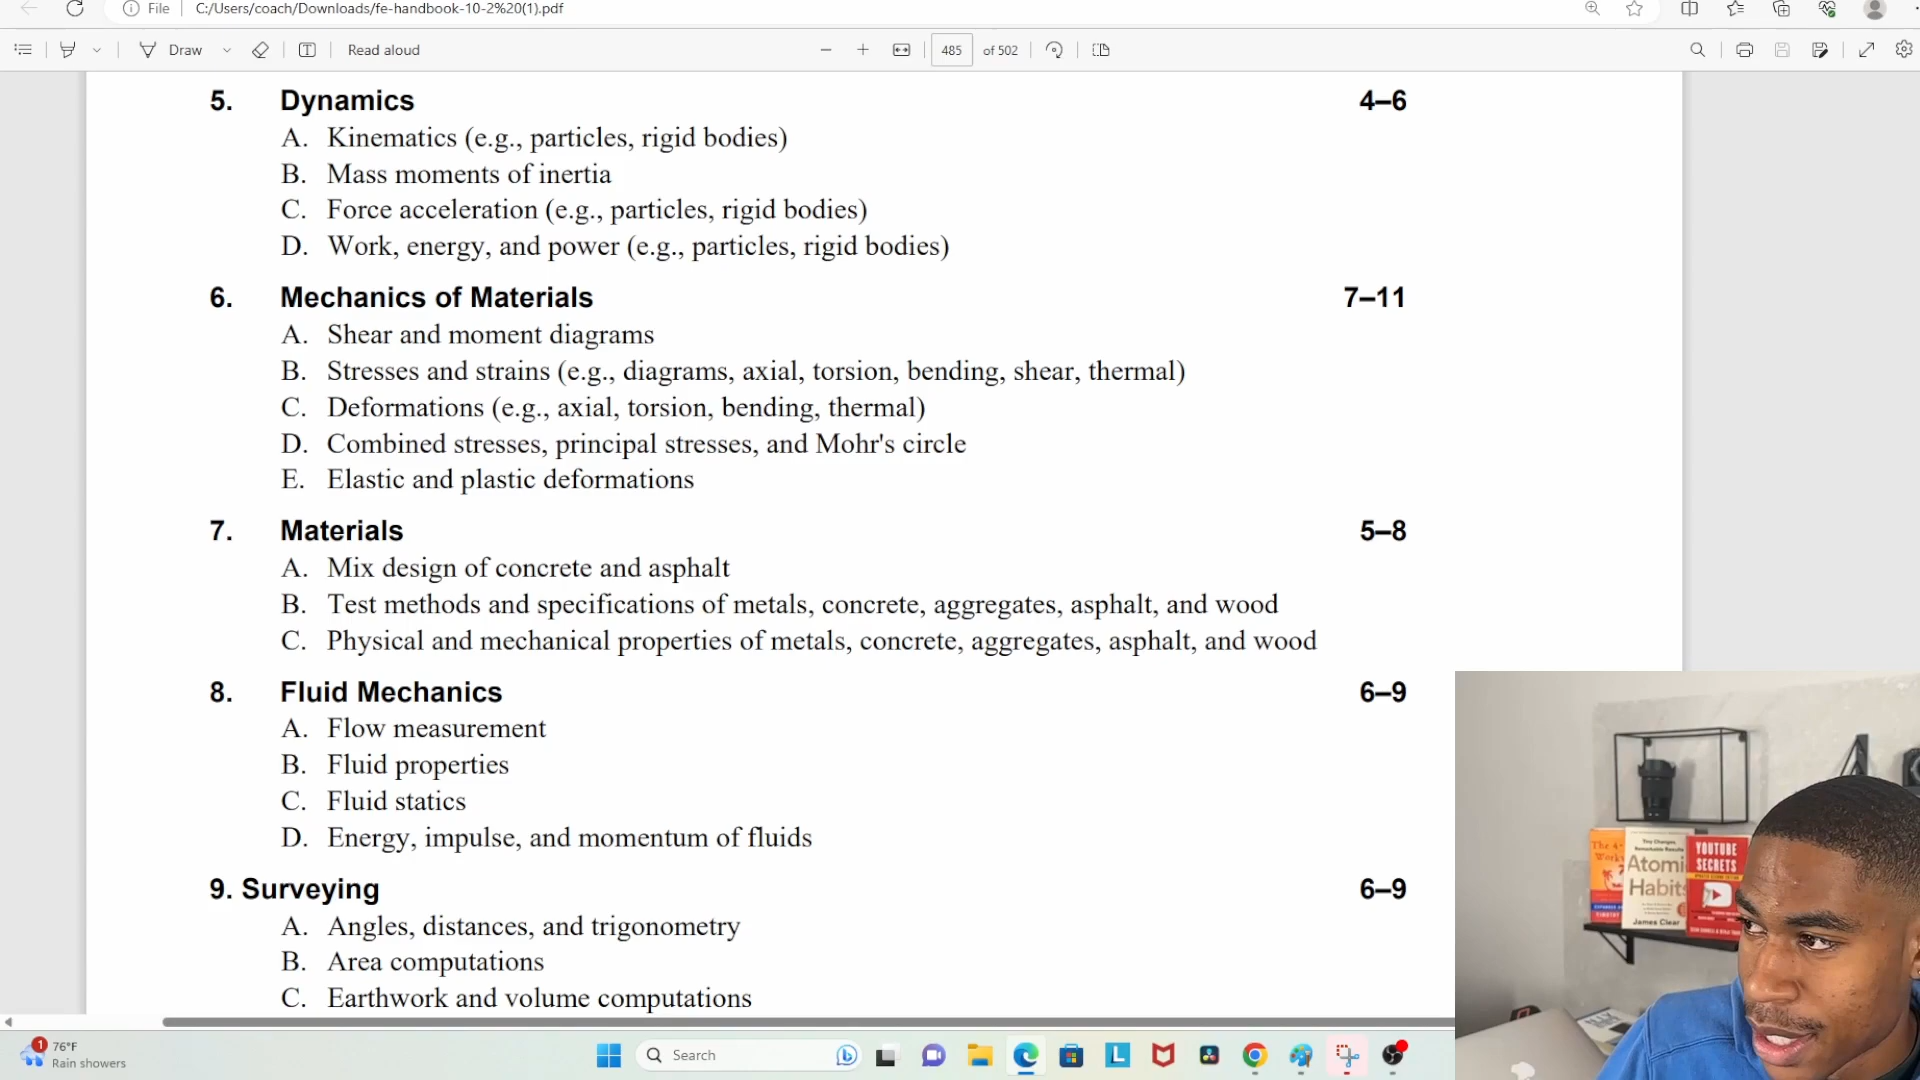 File
C:/Users/coach/Downloads/fe-handbook-10-2%20(1).pdf
Draw
Read aloud
485
of 502
5. Dynamics 4–6
A. Kinematics (e.g., particles, rigid bodies)
B. Mass moments of inertia
C. Force acceleration (e.g., particles, rigid bodies)
D. Work, energy, and power (e.g., particles, rigid bodies)
6. Mechanics of Materials 7–11
A. Shear and moment diagrams
B. Stresses and strains (e.g., diagrams, axial, torsion, bending, shear, thermal)
C. Deformations (e.g., axial, torsion, bending, thermal)
D. Combined stresses, principal stresses, and Mohr's circle
E. Elastic and plastic deformations
7. Materials 5–8
A. Mix design of concrete and asphalt
B. Test methods and specifications of metals, concrete, aggregates, asphalt, and wood
C. Physical and mechanical properties of metals, concrete, aggregates, asphalt, and wood
8. Fluid Mechanics 6–9
A. Flow measurement
B. Fluid properties
C. Fluid statics
D. Energy, impulse, and momentum of fluids
9. Surveying 6–9
A. Angles, distances, and trigonometry
B. Area computations
C. Earthwork and volume computations
The 4-
Atomic
Habits
James Clear
YOUTUBE
SECRETS
1
76°F
Rain showers
Search
L